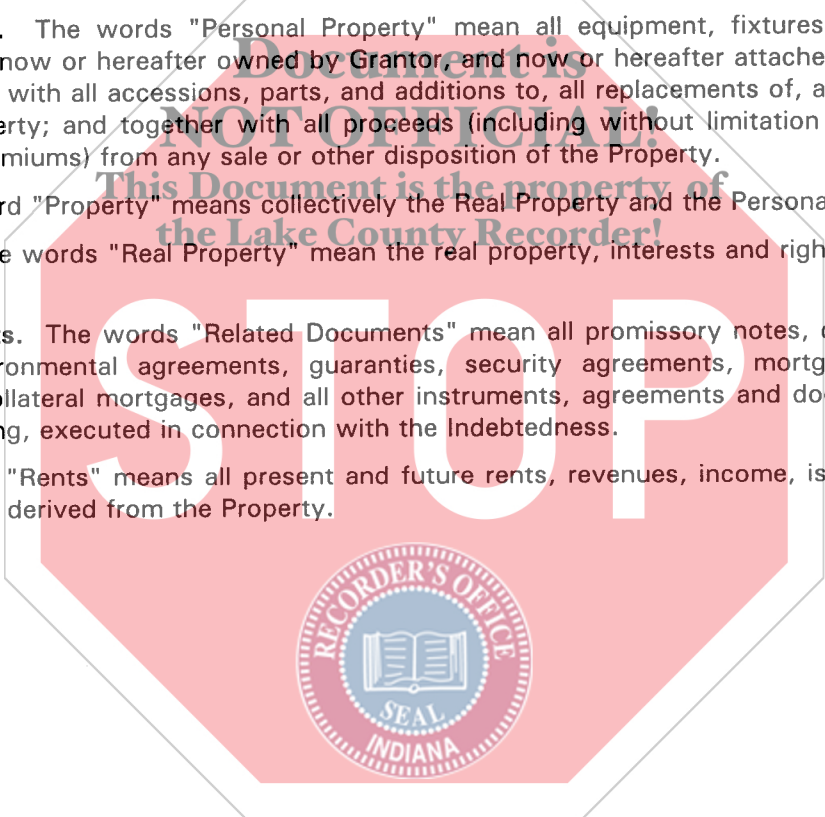 . The words "Personal Property" mean all equipment, fixtures
now or hereafter owned by Grantor, and now or hereafter attache
with all accessions, parts, and additions to, all replacements of, a
erty; and together with all proceeds (including without limitation
miums) from any sale or other disposition of the Property.
rd "Property" means collectively the Real Property and the Persona
e words "Real Property" mean the real property, interests and righ
ts. The words "Related Documents" mean all promissory notes, c
ronmental agreements, guaranties, security agreements, mortg
ollateral mortgages, and all other instruments, agreements and do
ng, executed in connection with the Indebtedness.
"Rents" means all present and future rents, revenues, income, is
derived from the Property.
Document is
NOT OFFICIAL!
This Document is the property of
the Lake County Recorder!
STOP
RECORDER'S OFFICE
SEAL
INDIANA